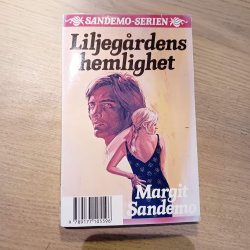 SANDEMO-SERIEN
Liljegårdens
hemlighet
Margit
Sandemo